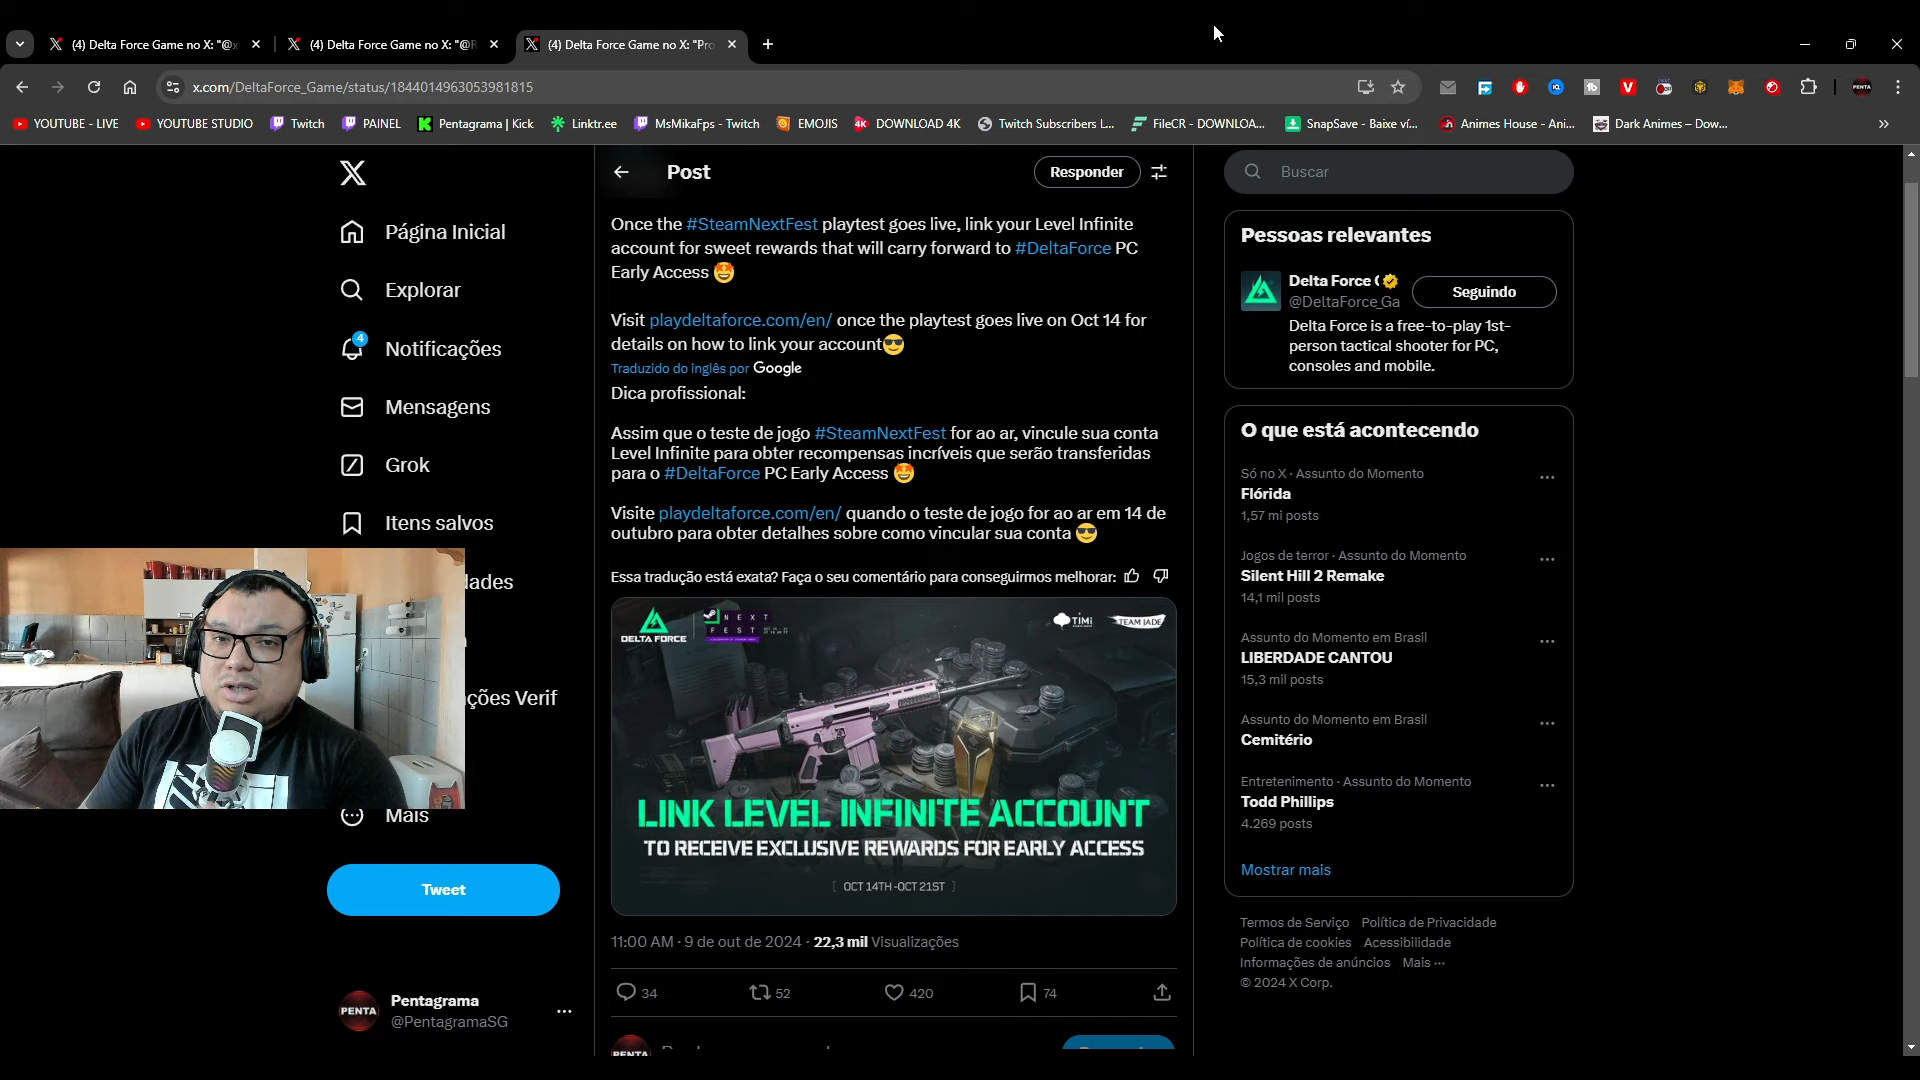 (4) Delta Force Game no X: "@x
(4) Delta Force Game no X: "@R
(4) Delta Force Game no X: "Pro
x.com/DeltaForce_Game/status/1844014963053981815
YOUTUBE - LIVE
YOUTUBE STUDIO
Twitch
PAINEL
Pentagrama | Kick
Linktr.ee
MsMikaFps - Twitch
EMOJIS
DOWNLOAD 4K
Twitch Subscribers L...
FileCR - DOWNLOA...
SnapSave - Baixe ví...
Animes House - Ani...
Dark Animes – Dow...
Página Inicial
Explorar
4
Notificações
Mensagens
Grok
Itens salvos
dades
ções Verif
Mais
Tweet
PENTA
Pentagrama
@PentagramaSG
Post
Responder
Once the #SteamNextFest playtest goes live, link your Level Infinite
account for sweet rewards that will carry forward to #DeltaForce PC
Early Access 🤩
Visit playdeltaforce.com/en/ once the playtest goes live on Oct 14 for
details on how to link your account😎
Traduzido do inglês por Google
Dica profissional:
Assim que o teste de jogo #SteamNextFest for ao ar, vincule sua conta
Level Infinite para obter recompensas incríveis que serão transferidas
para o #DeltaForce PC Early Access 🤩
Visite playdeltaforce.com/en/ quando o teste de jogo for ao ar em 14 de
outubro para obter detalhes sobre como vincular sua conta 😎
Essa tradução está exata? Faça o seu comentário para conseguirmos melhorar:
DELTA FORCE
NEXT
FEST
TiMi
TEAM JADE
LINK LEVEL INFINITE ACCOUNT
TO RECEIVE EXCLUSIVE REWARDS FOR EARLY ACCESS
[ OCT 14TH-OCT 21ST ]
11:00 AM · 9 de out de 2024 · 22,3 mil Visualizações
34
52
420
74
Buscar
Pessoas relevantes
Delta Force (
@DeltaForce_Ga
Seguindo
Delta Force is a free-to-play 1st-
person tactical shooter for PC,
consoles and mobile.
O que está acontecendo
Só no X · Assunto do Momento
Flórida
1,57 mi posts
Jogos de terror · Assunto do Momento
Silent Hill 2 Remake
14,1 mil posts
Assunto do Momento em Brasil
LIBERDADE CANTOU
15,3 mil posts
Assunto do Momento em Brasil
Cemitério
Entretenimento · Assunto do Momento
Todd Phillips
4.269 posts
Mostrar mais
Termos de Serviço Política de Privacidade
Política de cookies Acessibilidade
Informações de anúncios Mais ···
© 2024 X Corp.